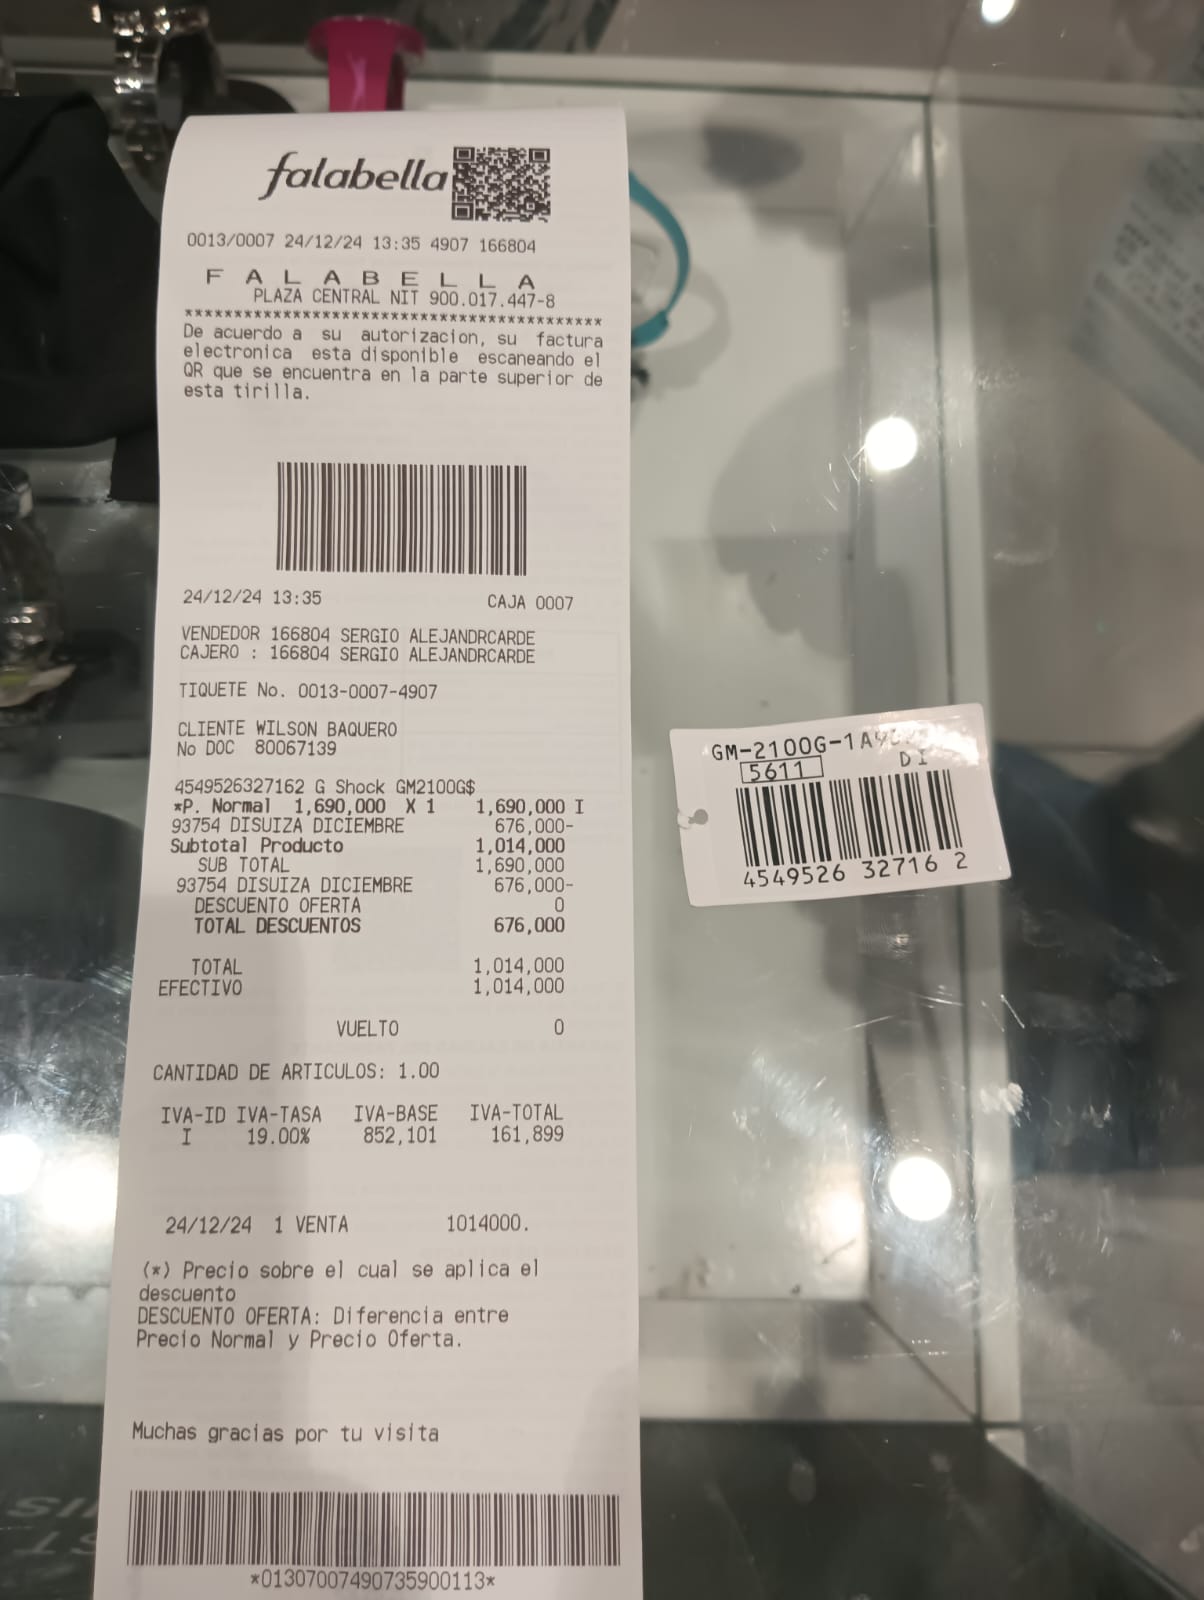 falabella
0013/0007 24/12/24 13:35 4907 166804
F A L A B E L L A
PLAZA CENTRAL NIT 900.017.447-8
******************************************
De acuerdo a su autorizacion, su factura
electronica esta disponible escaneando el
QR que se encuentra en la parte superior de
esta tirilla.
24/12/24 13:35 CAJA 0007
VENDEDOR 166804 SERGIO ALEJANDRCARDE
CAJERO : 166804 SERGIO ALEJANDRCARDE
TIQUETE No. 0013-0007-4907
CLIENTE WILSON BAQUERO
No DOC 80067139
4549526327162 G Shock GM2100G$
*P. Normal 1,690,000 X 1 1,690,000 I
93754 DISUIZA DICIEMBRE 676,000-
Subtotal Producto 1,014,000
SUB TOTAL 1,690,000
93754 DISUIZA DICIEMBRE 676,000-
DESCUENTO OFERTA 0
TOTAL DESCUENTOS 676,000
TOTAL 1,014,000
EFECTIVO 1,014,000
VUELTO 0
CANTIDAD DE ARTICULOS: 1.00
IVA-ID IVA-TASA IVA-BASE IVA-TOTAL
I 19.00% 852,101 161,899
24/12/24 1 VENTA 1014000.
(*) Precio sobre el cual se aplica el
descuento
DESCUENTO OFERTA: Diferencia entre
Precio Normal y Precio Oferta.
Muchas gracias por tu visita
*01307007490735900113*
GM-2100G-1A9
5611 DI
4549526 32716 2